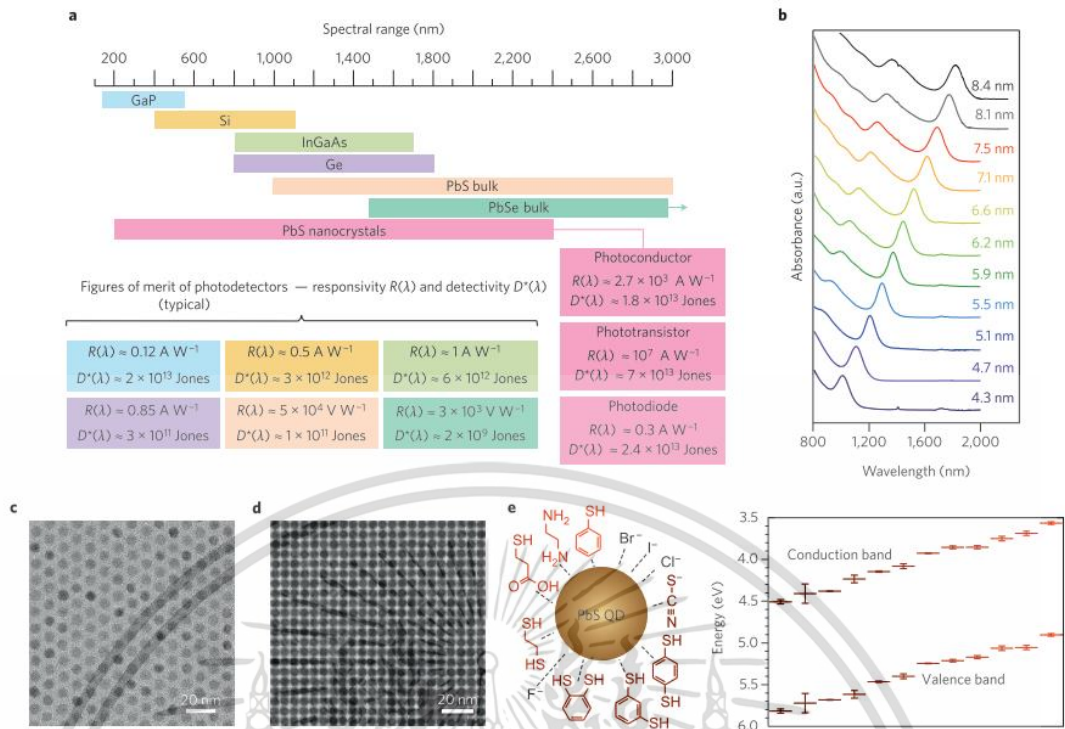 a
Spectral range (nm)
200 600 1,000 1,400 1,800 2,200 2,600 3,000
GaP
Si
InGaAs
Ge
PbS bulk
PbSe bulk
PbS nanocrystals
Figures of merit of photodetectors — responsivity R(λ) and detectivity D*(λ)
(typical)
R(λ) ≈ 0.12 A W⁻¹
D*(λ) ≈ 2 × 10¹³ Jones
R(λ) ≈ 0.5 A W⁻¹
D*(λ) ≈ 3 × 10¹² Jones
R(λ) ≈ 1 A W⁻¹
D*(λ) ≈ 6 × 10¹² Jones
R(λ) ≈ 0.85 A W⁻¹
D*(λ) ≈ 3 × 10¹¹ Jones
R(λ) ≈ 5 × 10⁴ V W⁻¹
D*(λ) ≈ 1 × 10¹¹ Jones
R(λ) ≈ 3 × 10³ V W⁻¹
D*(λ) ≈ 2 × 10⁹ Jones
Photoconductor
R(λ) ≈ 2.7 × 10³ A W⁻¹
D*(λ) ≈ 1.8 × 10¹³ Jones
Phototransistor
R(λ) ≈ 10⁷ A W⁻¹
D*(λ) ≈ 7 × 10¹³ Jones
Photodiode
R(λ) ≈ 0.3 A W⁻¹
D*(λ) ≈ 2.4 × 10¹³ Jones
b
Absorbance (a.u.)
8.4 nm
8.1 nm
7.5 nm
7.1 nm
6.6 nm
6.2 nm
5.9 nm
5.5 nm
5.1 nm
4.7 nm
4.3 nm
800 1,200 1,600 2,000
Wavelength (nm)
c
20 nm
d
20 nm
e
NH₂
H₂N
SH
Br⁻
I⁻
Cl⁻
SH
O
OH
S⁻
C
N
PbS QD
SH
HS
F⁻
HS
SH
SH
SH
SH
SH
Energy (eV)
3.5
4.0
4.5
5.0
5.5
6.0
Conduction band
Valence band